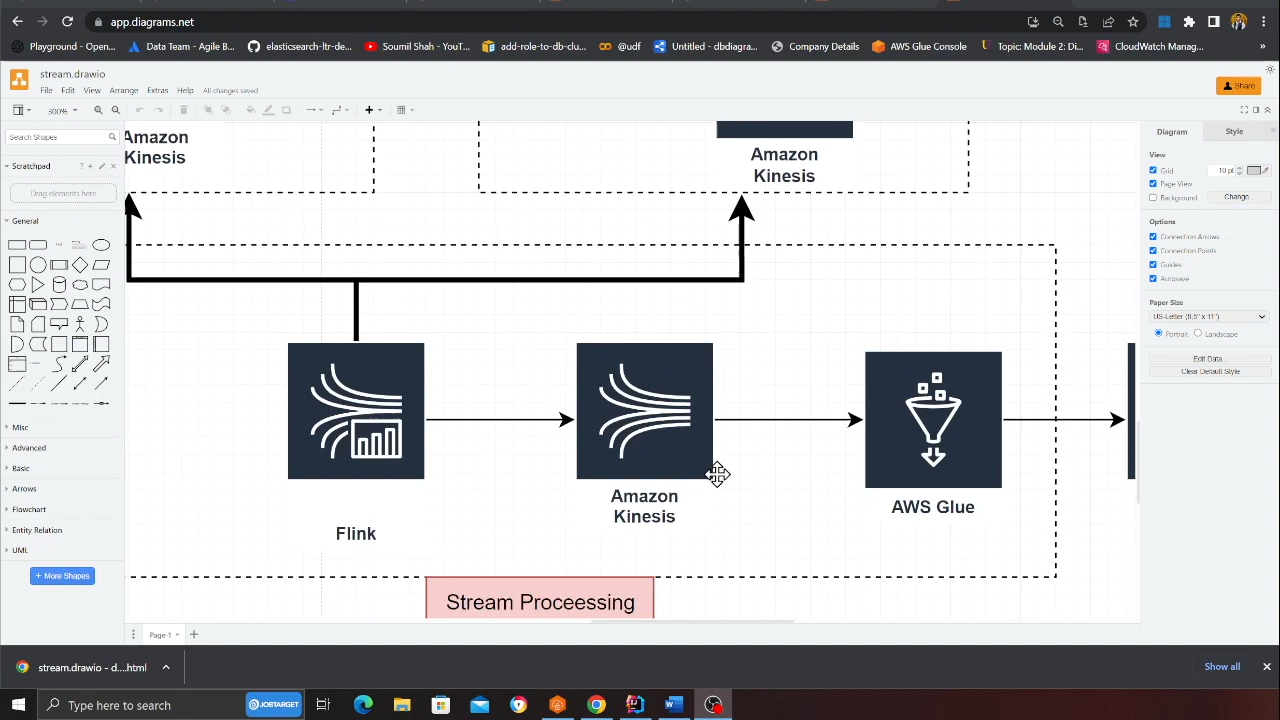 app.diagrams.net
Playground - Open...
Data Team - Agile B...
elasticsearch-ltr-de...
Soumil Shah - YouT...
add-role-to-db-clu...
@udf
Untitled - dbdiagra...
Company Details
AWS Glue Console
Topic: Module 2: Di...
CloudWatch Manag...
»
stream.drawio
File Edit View Arrange Extras Help All changes saved
Share
300%
Search Shapes
Scratchpad
Drag elements here
General
Misc
Advanced
Basic
Arrows
Flowchart
Entity Relation
UML
+ More Shapes
Amazon
Kinesis
Amazon
Kinesis
Flink
Amazon
Kinesis
AWS Glue
Stream Proceessing
Diagram Style
View
Grid 10 pt
Page View
Background Change
Options
Connection Arrows
Connection Points
Guides
Autosave
Paper Size
US-Letter (8,5" x 11")
Portrait Landscape
Edit Data...
Clear Default Style
Page-1
stream.drawio - d....html
Show all
Type here to search
JOBTARGET